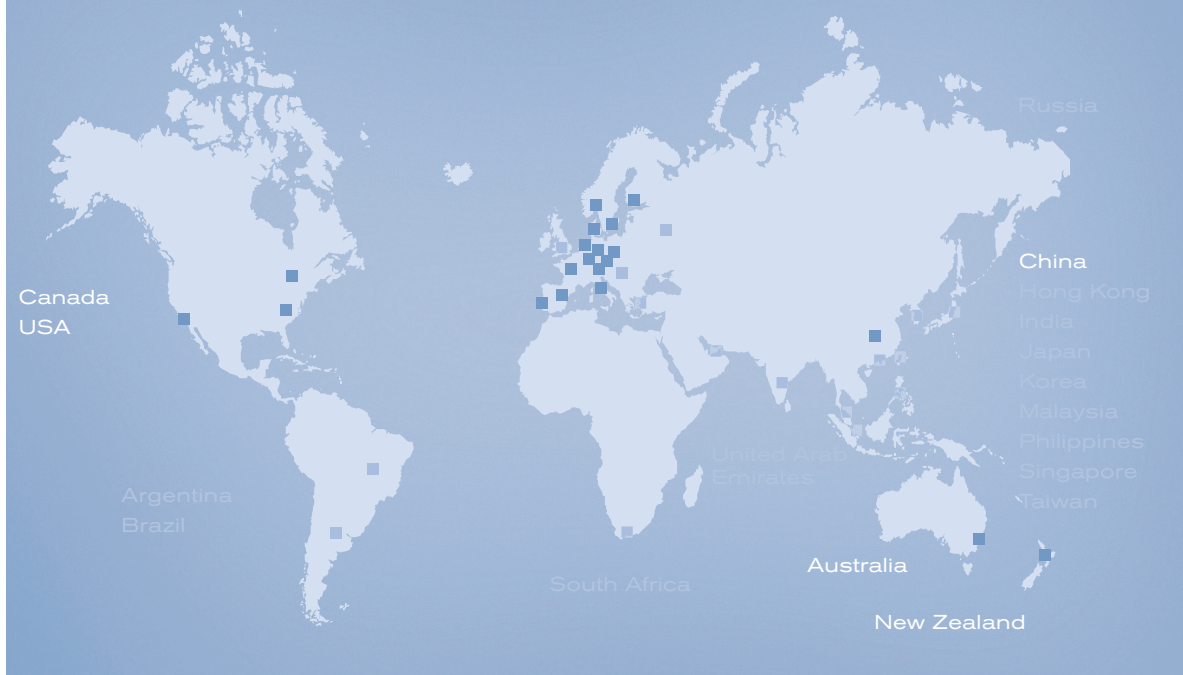 Russia
China
Canada
Hong Kong
USA
India
Japan
Korea
Malaysia
Philippines
United Arab
Emirates
Singapore
Argentina
Taiwan
Brazil
Australia
South Africa
New Zealand